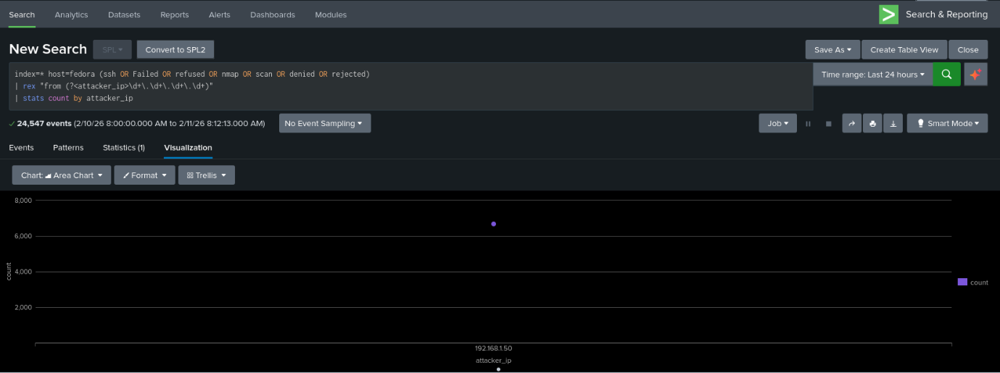 Search Analytics Datasets Reports Alerts Dashboards Modules Search & Reporting
New Search SPL Convert to SPL2 Save As Create Table View Close
index=* host=fedora (ssh OR Failed OR refused OR nmap OR scan OR denied OR rejected)
| rex "from (?<attacker_ip>\d+\.\d+\.\d+\.\d+)"
| stats count by attacker_ip
Time range: Last 24 hours
24,547 events (2/10/26 8:00:00.000 AM to 2/11/26 8:12:13.000 AM) No Event Sampling Job Smart Mode
Events Patterns Statistics (1) Visualization
Chart: Area Chart Format Trellis
8,000
6,000
4,000
2,000
count
count
192.168.1.50
attacker_ip